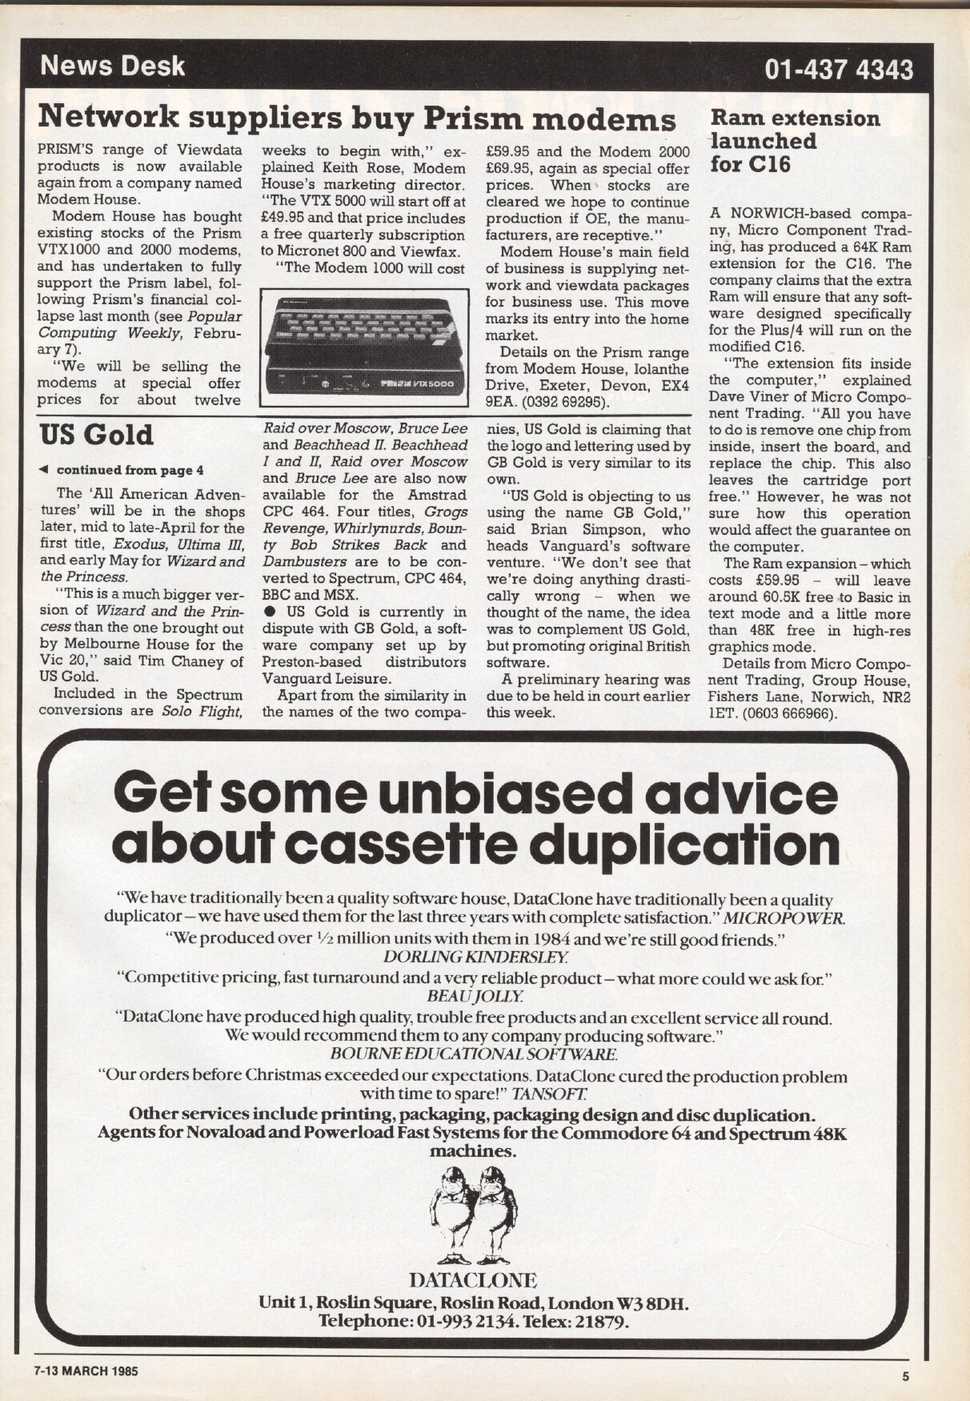 News Desk
01-437 4343
Network suppliers buy Prism modems
PRISM'S range of Viewdata
products is now available
again from a company named
Modem House.
Modem House has bought
existing stocks of the Prism
VTX1000 and 2000 modems,
and has undertaken to fully
support the Prism label, fol-
lowing Prism's financial col-
lapse last month (see Popular
Computing Weekly, Febru-
ary 7).
"We will be selling the
modems at special offer
prices for about twelve
weeks to begin with," ex-
plained Keith Rose, Modem
House's marketing director.
"The VTX 5000 will start off at
£49.95 and that price includes
a free quarterly subscription
to Micronet 800 and Viewfax.
"The Modem 1000 will cost
PRISM VTX5000
£59.95 and the Modem 2000
£69.95, again as special offer
prices. When stocks are
cleared we hope to continue
production if OE, the manu-
facturers, are receptive."
Modem House's main field
of business is supplying net-
work and viewdata packages
for business use. This move
marks its entry into the home
market.
Details on the Prism range
from Modem House, Iolanthe
Drive, Exeter, Devon, EX4
9EA. (0392 69295).
Ram extension
launched
for C16
A NORWICH-based compa-
ny, Micro Component Trad-
ing, has produced a 64K Ram
extension for the C16. The
company claims that the extra
Ram will ensure that any soft-
ware designed specifically
for the Plus/4 will run on the
modified C16.
"The extension fits inside
the computer," explained
Dave Viner of Micro Compo-
nent Trading. "All you have
to do is remove one chip from
inside, insert the board, and
replace the chip. This also
leaves the cartridge port
free." However, he was not
sure how this operation
would affect the guarantee on
the computer.
The Ram expansion – which
costs £59.95 – will leave
around 60.5K free to Basic in
text mode and a little more
than 48K free in high-res
graphics mode.
Details from Micro Compo-
nent Trading, Group House,
Fishers Lane, Norwich, NR2
1ET. (0603 666966).
US Gold
◄ continued from page 4
The 'All American Adven-
tures' will be in the shops
later, mid to late-April for the
first title, Exodus, Ultima III,
and early May for Wizard and
the Princess.
"This is a much bigger ver-
sion of Wizard and the Prin-
cess than the one brought out
by Melbourne House for the
Vic 20," said Tim Chaney of
US Gold.
Included in the Spectrum
conversions are Solo Flight,
Raid over Moscow, Bruce Lee
and Beachhead II. Beachhead
I and II, Raid over Moscow
and Bruce Lee are also now
available for the Amstrad
CPC 464. Four titles, Grogs
Revenge, Whirlynurds, Boun-
ty Bob Strikes Back and
Dambusters are to be con-
verted to Spectrum, CPC 464,
BBC and MSX.
● US Gold is currently in
dispute with GB Gold, a soft-
ware company set up by
Preston-based distributors
Vanguard Leisure.
Apart from the similarity in
the names of the two compa-
nies, US Gold is claiming that
the logo and lettering used by
GB Gold is very similar to its
own.
"US Gold is objecting to us
using the name GB Gold,"
said Brian Simpson, who
heads Vanguard's software
venture. "We don't see that
we're doing anything drasti-
cally wrong – when we
thought of the name, the idea
was to complement US Gold,
but promoting original British
software.
A preliminary hearing was
due to be held in court earlier
this week.
Get some unbiased advice
about cassette duplication
"We have traditionally been a quality software house, DataClone have traditionally been a quality
duplicator – we have used them for the last three years with complete satisfaction." MICROPOWER.
"We produced over ½ million units with them in 1984 and we're still good friends."
DORLING KINDERSLEY.
"Competitive pricing, fast turnaround and a very reliable product – what more could we ask for."
BEAU JOLLY.
"DataClone have produced high quality, trouble free products and an excellent service all round.
We would recommend them to any company producing software."
BOURNE EDUCATIONAL SOFTWARE.
"Our orders before Christmas exceeded our expectations. DataClone cured the production problem
with time to spare!" TANSOFT.
Other services include printing, packaging, packaging design and disc duplication.
Agents for Novaload and Powerload Fast Systems for the Commodore 64 and Spectrum 48K
machines.
DATACLONE
Unit 1, Roslin Square, Roslin Road, London W3 8DH.
Telephone: 01-993 2134. Telex: 21879.
7-13 MARCH 1985
5